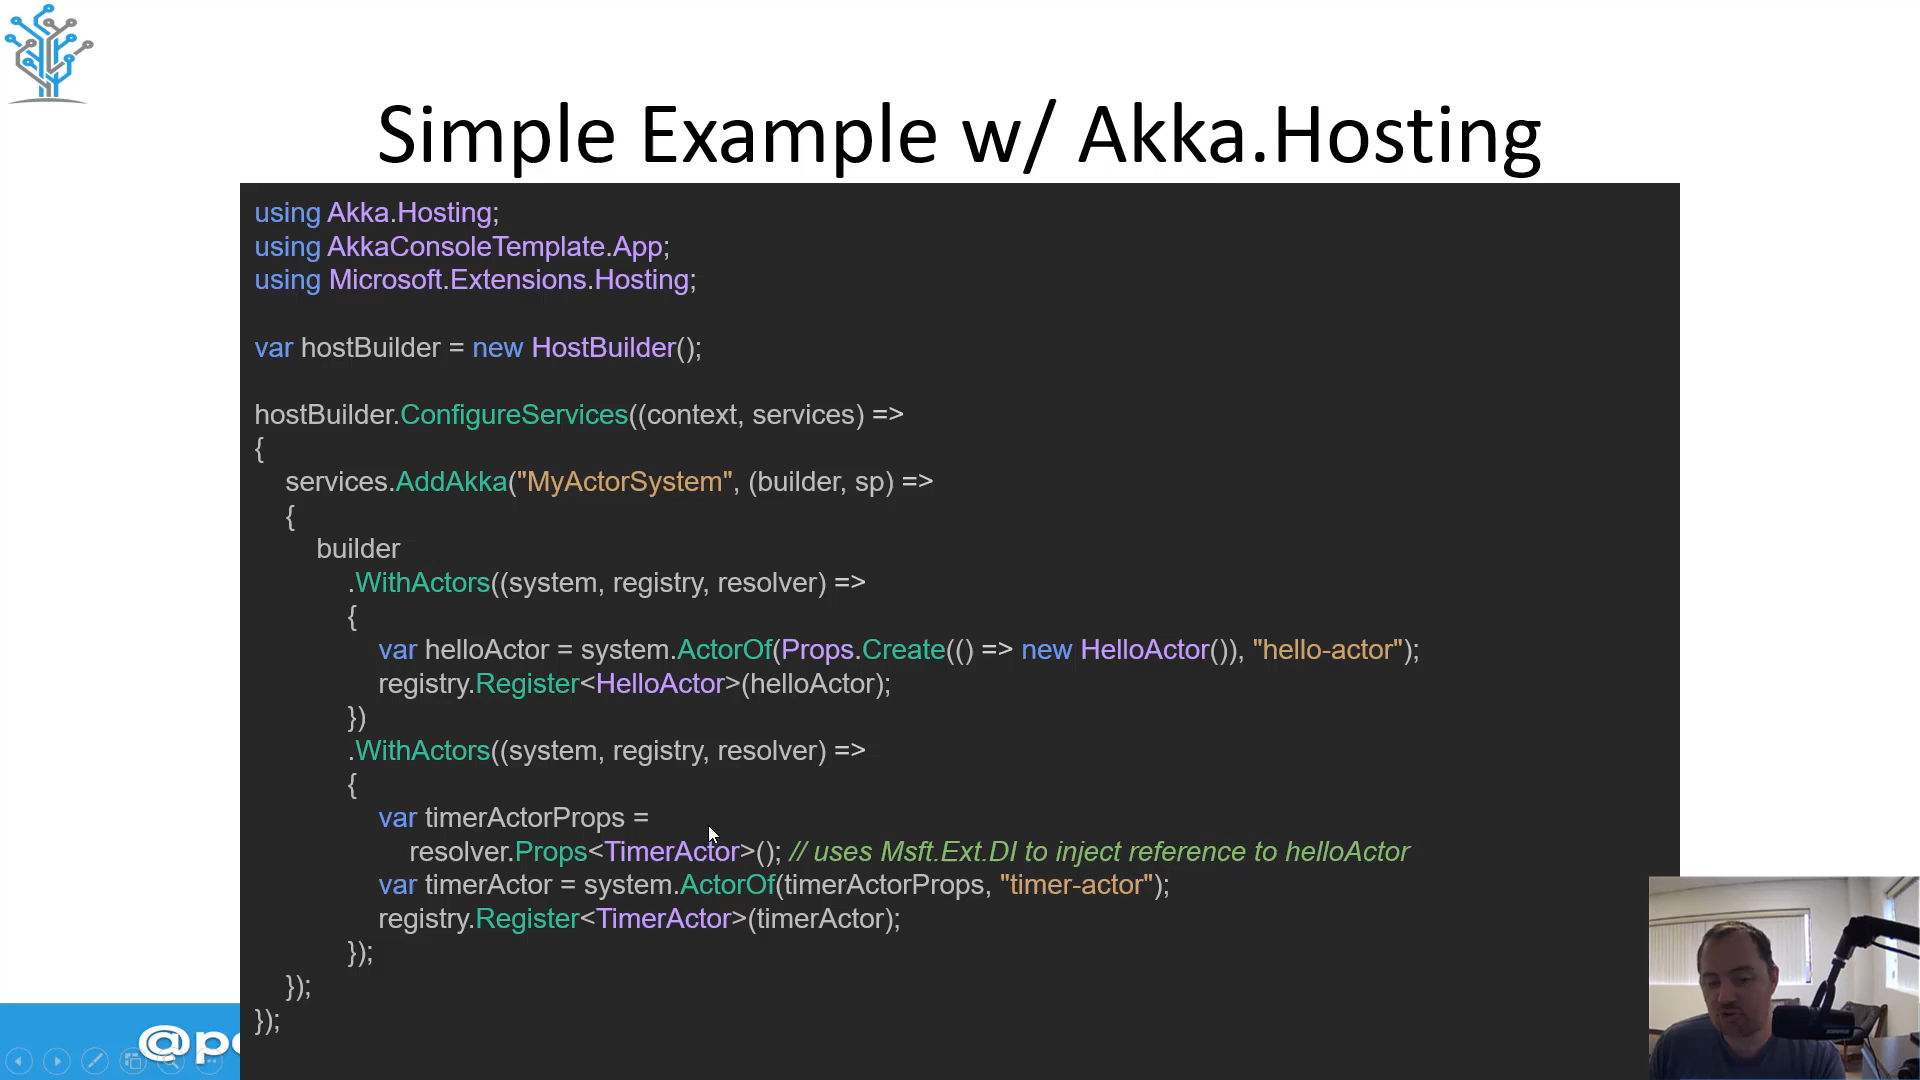 Simple Example w/ Akka.Hosting
using Akka.Hosting;
using AkkaConsoleTemplate.App;
using Microsoft.Extensions.Hosting;
var hostBuilder = new HostBuilder();
hostBuilder.ConfigureServices((context, services) =>
{
services.AddAkka("MyActorSystem", (builder, sp) =>
{
builder
.WithActors((system, registry, resolver) =>
{
var helloActor = system.ActorOf(Props.Create(() => new HelloActor()), "hello-actor");
registry.Register<HelloActor>(helloActor);
})
.WithActors((system, registry, resolver) =>
{
var timerActorProps =
resolver.Props<TimerActor>(); // uses Msft.Ext.DI to inject reference to helloActor
var timerActor = system.ActorOf(timerActorProps, "timer-actor");
registry.Register<TimerActor>(timerActor);
});
});
});